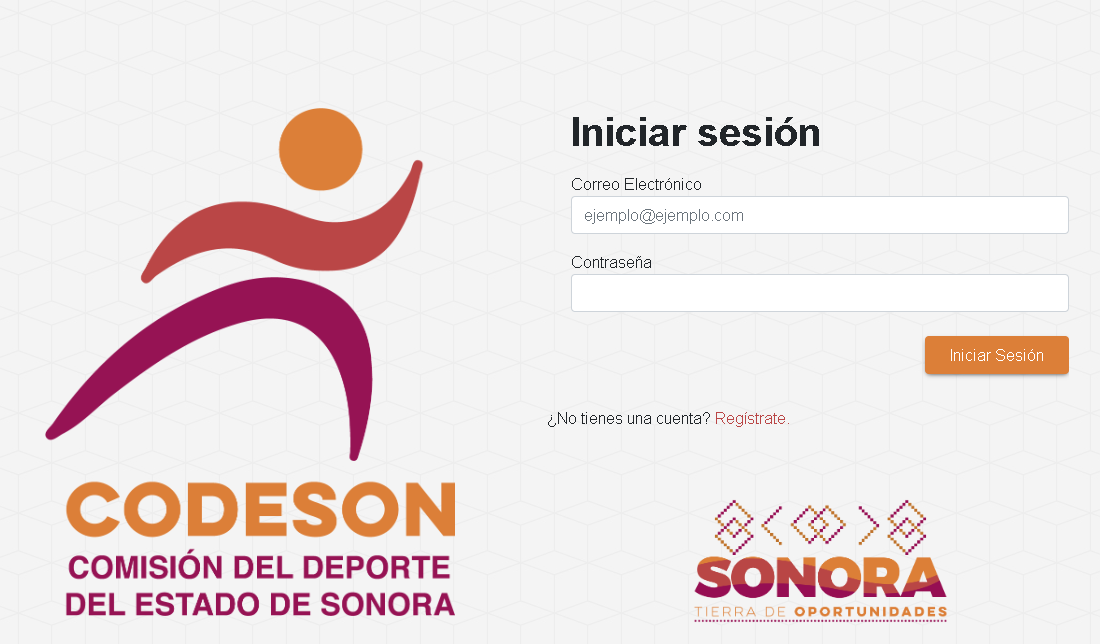 Iniciar sesión
Correo Electrónico
ejemplo@ejemplo.com
Contraseña
Iniciar Sesión
¿No tienes una cuenta? Regístrate.
CODESON
COMISIÓN DEL DEPORTE
DEL ESTADO DE SONORA
SONORA
TIERRA DE OPORTUNIDADES